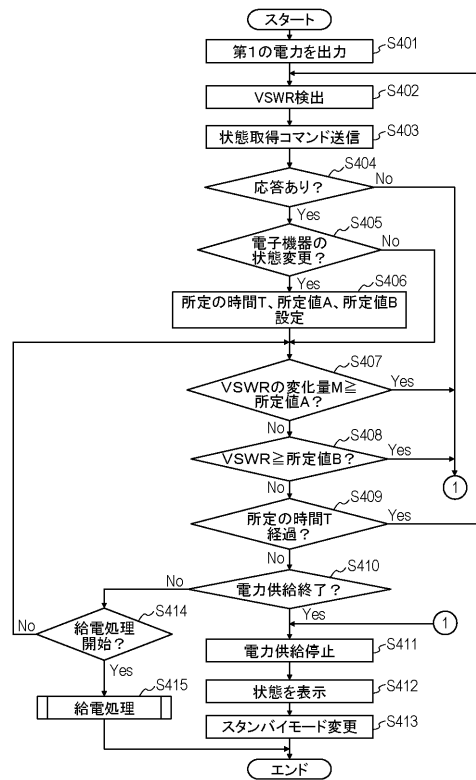 スタート
第1の電力を出力
S401
VSWR検出
S402
状態取得コマンド送信
S403
応答あり?
S404
No
Yes
電子機器の
状態変更?
S405
No
Yes
所定の時間T、所定値A、所定値B
設定
S406
VSWRの変化量M≧
所定値A?
S407
Yes
No
VSWR≧所定値B?
S408
Yes
No
1
所定の時間T
経過?
S409
Yes
No
電力供給終了?
S410
No
Yes
1
給電処理
開始?
S414
No
Yes
電力供給停止
S411
状態を表示
S412
給電処理
S415
スタンバイモード変更
S413
エンド